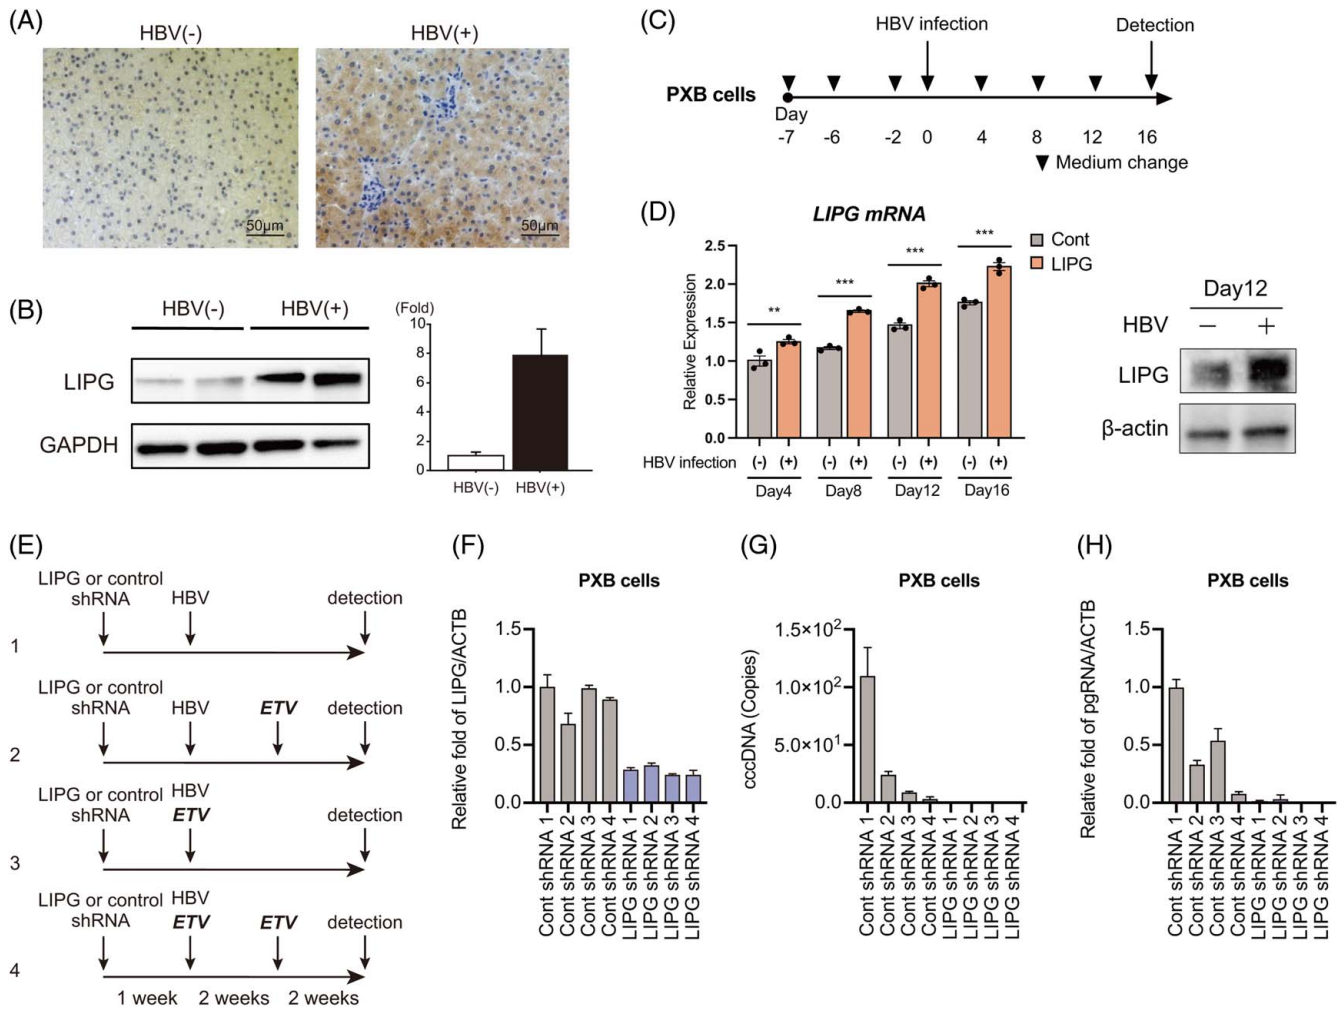 (A)
HBV(-)
HBV(+)
50μm
50μm
(B)
HBV(-)
HBV(+)
LIPG
GAPDH
(Fold)
10
8
6
4
2
0
HBV(-)
HBV(+)
(C)
HBV infection
Detection
PXB cells
Day
-7
-6
-2
0
4
8
12
16
Medium change
(D)
LIPG mRNA
Cont
LIPG
Relative Expression
2.5
2.0
1.5
1.0
0.5
0.0
**
***
***
***
HBV infection
(-)
(+)
(-)
(+)
(-)
(+)
(-)
(+)
Day4
Day8
Day12
Day16
Day12
HBV
−
+
LIPG
β-actin
(E)
1
LIPG or control
shRNA
HBV
detection
2
LIPG or control
shRNA
HBV
ETV
detection
3
LIPG or control
shRNA
HBV
ETV
detection
4
LIPG or control
shRNA
HBV
ETV
ETV
detection
1 week
2 weeks
2 weeks
(F)
PXB cells
Relative fold of LIPG/ACTB
1.5
1.0
0.5
0.0
Cont shRNA 1
Cont shRNA 2
Cont shRNA 3
Cont shRNA 4
LIPG shRNA 1
LIPG shRNA 2
LIPG shRNA 3
LIPG shRNA 4
(G)
PXB cells
cccDNA (Copies)
1.5×10²
1.0×10²
5.0×10¹
0.0
Cont shRNA 1
Cont shRNA 2
Cont shRNA 3
Cont shRNA 4
LIPG shRNA 1
LIPG shRNA 2
LIPG shRNA 3
LIPG shRNA 4
(H)
PXB cells
Relative fold of pgRNA/ACTB
1.5
1.0
0.5
0.0
Cont shRNA 1
Cont shRNA 2
Cont shRNA 3
Cont shRNA 4
LIPG shRNA 1
LIPG shRNA 2
LIPG shRNA 3
LIPG shRNA 4